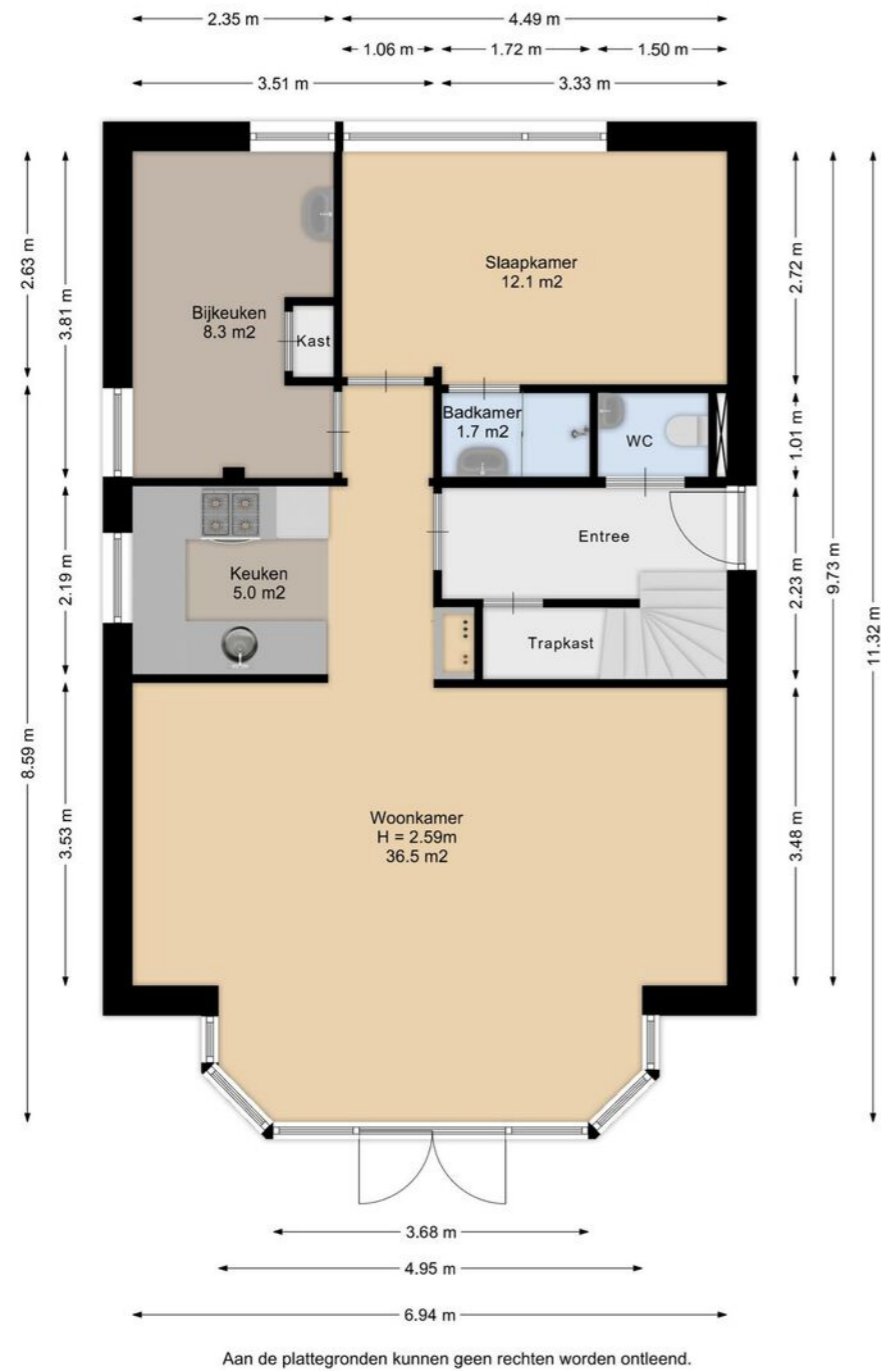 2.35 m
4.49 m
1.06 m
1.72 m
1.50 m
3.51 m
3.33 m
2.63 m
3.81 m
8.59 m
2.19 m
3.53 m
Slaapkamer
12.1 m2
Bijkeuken
8.3 m2
Kast
Badkamer
1.7 m2
WC
Entree
Keuken
5.0 m2
Trapkast
Woonkamer
H = 2.59m
36.5 m2
2.72 m
1.01 m
2.23 m
3.48 m
9.73 m
11.32 m
3.68 m
4.95 m
6.94 m
Aan de plattegronden kunnen geen rechten worden ontleend.